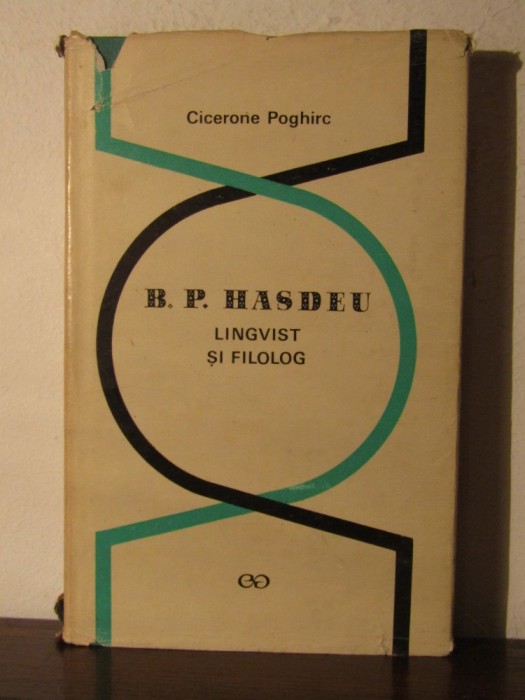 Cicerone Poghirc
B. P. HASDEU
LINGVIST
ȘI FILOLOG